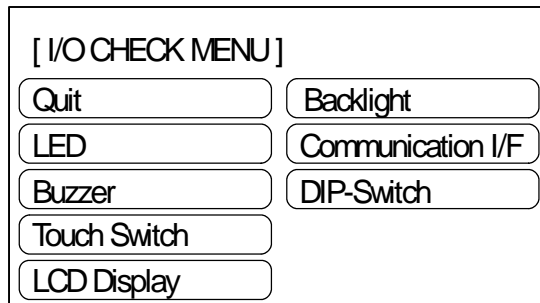 [ I/O CHECK MENU ]
Quit
LED
Buzzer
Touch Switch
LCD Display
Backlight
Communication I/F
DIP-Switch